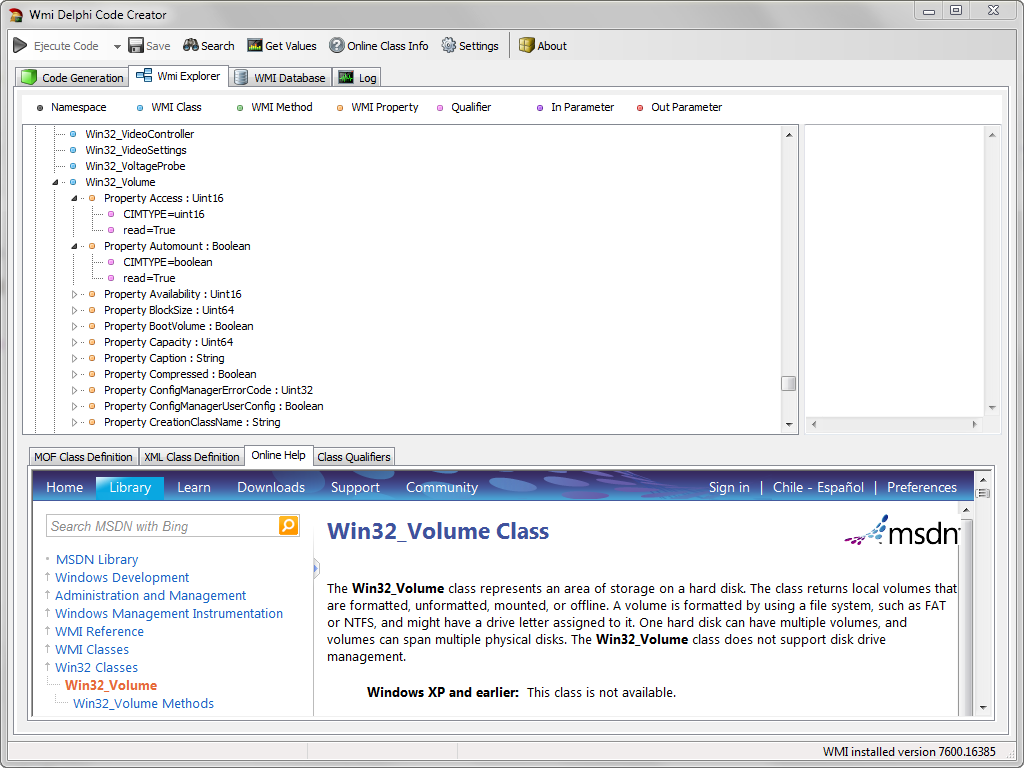 Wmi Delphi Code Creator
Ejecute Code Save Search Get Values Online Class Info Settings About
Code Generation Wmi Explorer WMI Database Log
Namespace WMI Class WMI Method WMI Property Qualifier In Parameter Out Parameter
Win32_VideoController
Win32_VideoSettings
Win32_VoltageProbe
Win32_Volume
Property Access : Uint16
CIMTYPE=uint16
read=True
Property Automount : Boolean
CIMTYPE=boolean
read=True
Property Availability : Uint16
Property BlockSize : Uint64
Property BootVolume : Boolean
Property Capacity : Uint64
Property Caption : String
Property Compressed : Boolean
Property ConfigManagerErrorCode : Uint32
Property ConfigManagerUserConfig : Boolean
Property CreationClassName : String
MOF Class Definition XML Class Definition Online Help Class Qualifiers
Home Library Learn Downloads Support Community Sign in | Chile - Español | Preferences
Search MSDN with Bing
MSDN Library
Windows Development
Administration and Management
Windows Management Instrumentation
WMI Reference
WMI Classes
Win32 Classes
Win32_Volume
Win32_Volume Methods
Win32_Volume Class
msdn
The Win32_Volume class represents an area of storage on a hard disk. The class returns local volumes that
are formatted, unformatted, mounted, or offline. A volume is formatted by using a file system, such as FAT
or NTFS, and might have a drive letter assigned to it. One hard disk can have multiple volumes, and
volumes can span multiple physical disks. The Win32_Volume class does not support disk drive
management.
Windows XP and earlier: This class is not available.
WMI installed version 7600.16385